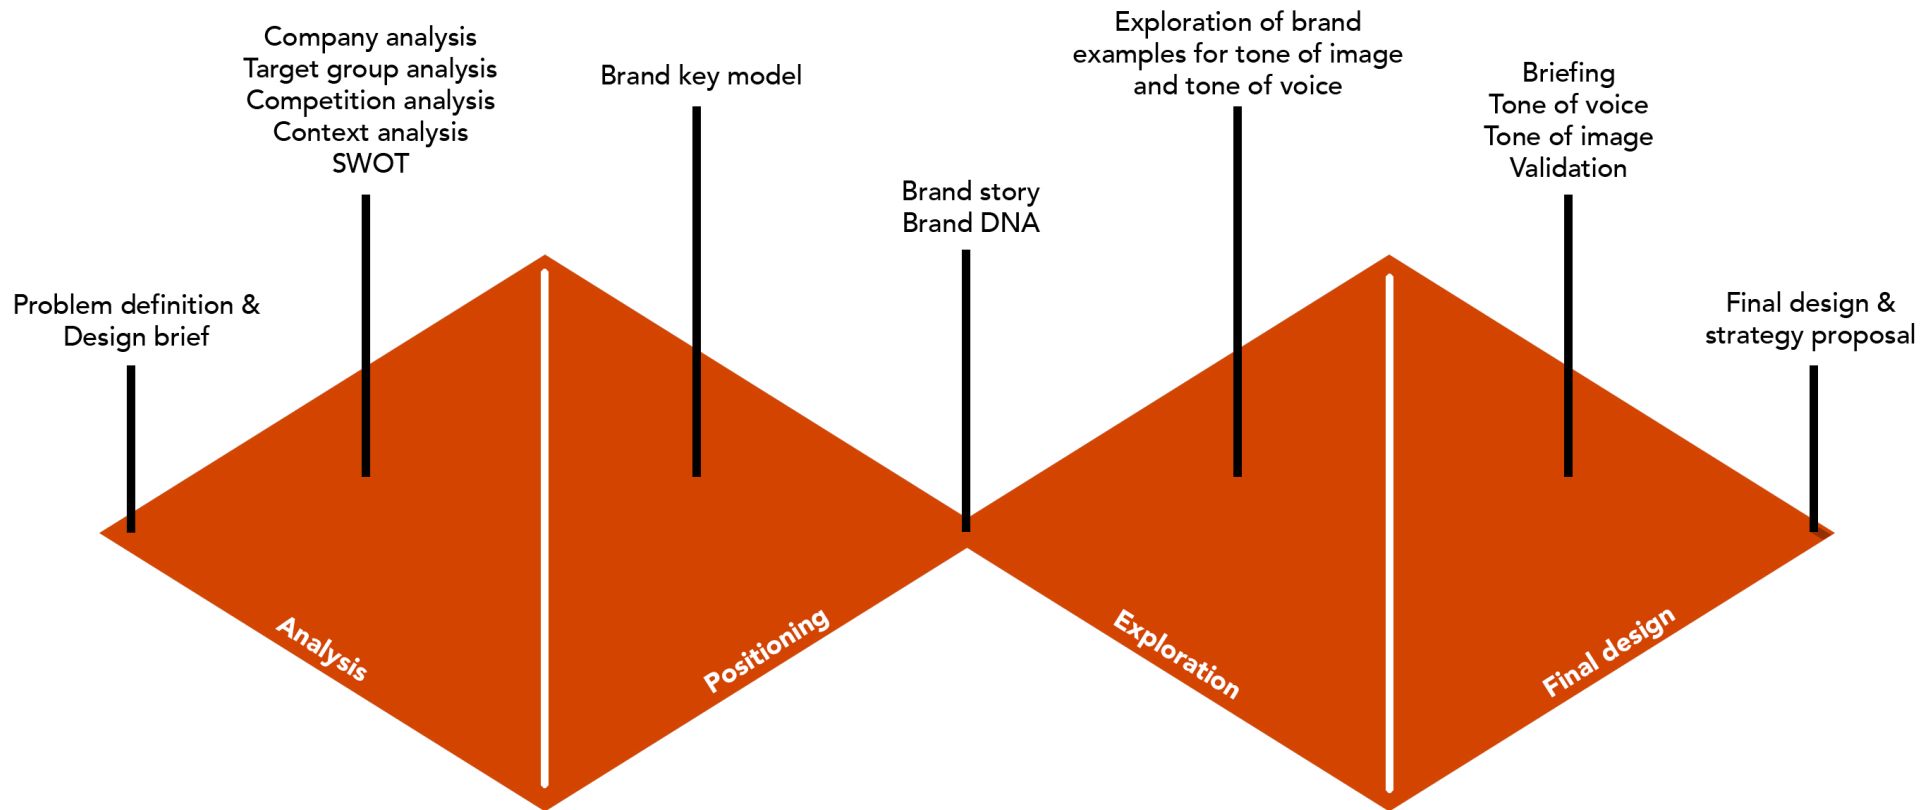 Problem definition &
Design brief
Company analysis
Target group analysis
Competition analysis
Context analysis
SWOT
Brand key model
Brand story
Brand DNA
Exploration of brand
examples for tone of image
and tone of voice
Briefing
Tone of voice
Tone of image
Validation
Final design &
strategy proposal
Analysis
Positioning
Exploration
Final design